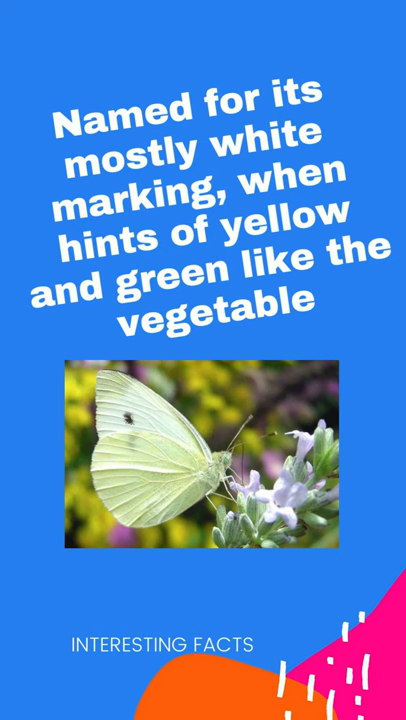 Named for its
mostly white
marking, when
hints of yellow
and green like the
vegetable
INTERESTING FACTS